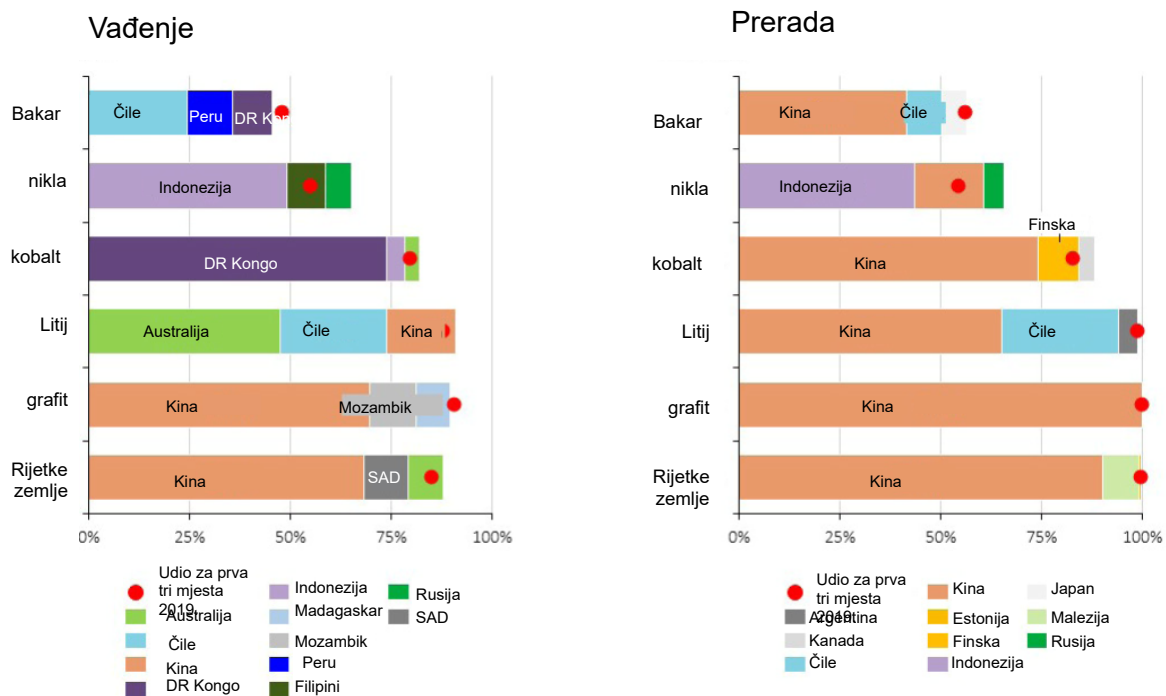 Vađenje
Bakar
Čile
Peru
DR Kon
nikla
Indonezija
kobalt
DR Kongo
Litij
Australija
Čile
Kina
grafit
Kina
Mozambik
Rijetke
zemlje
Kina
SAD
0%
25%
50%
75%
100%
Udio za prva
tri mjesta
2019.
Australija
Čile
Kina
DR Kongo
Indonezija
Madagaskar
Mozambik
Peru
Filipini
Rusija
SAD
Prerada
Bakar
Kina
Čile
nikla
Indonezija
Finska
kobalt
Kina
Litij
Kina
Čile
grafit
Kina
Rijetke
zemlje
Kina
0%
25%
50%
75%
100%
Udio za prva
tri mjesta
2019.
Argentina
Kanada
Čile
Kina
Estonija
Finska
Indonezija
Japan
Malezija
Rusija